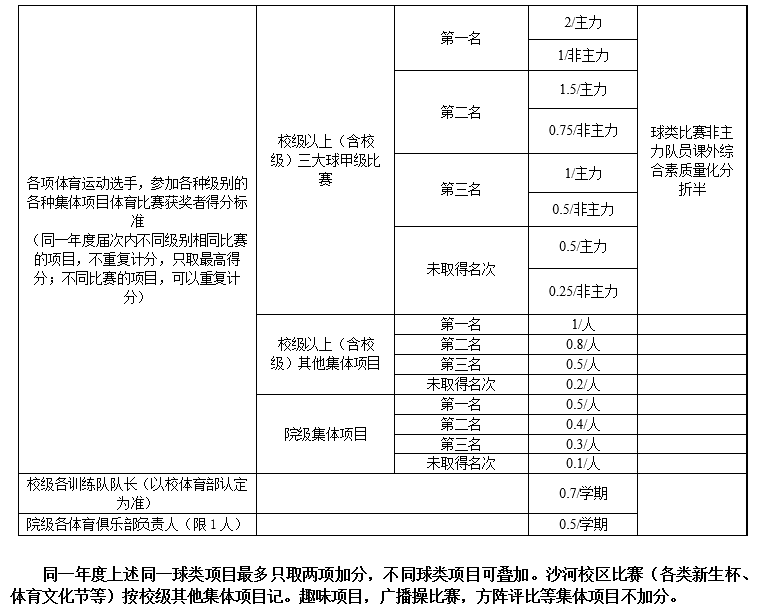 各项体育运动选手，参加各种级别的
各种集体项目体育比赛获奖者得分标
准
（同一年度届次内不同级别相同比赛
的项目，不重复计分，只取最高得
分；不同比赛的项目，可以重复计
分）
校级以上（含校
级）三大球甲级比
赛
第一名
2/主力
1/非主力
第二名
1.5/主力
0.75/非主力
第三名
1/主力
0.5/非主力
未取得名次
0.5/主力
0.25/非主力
球类比赛非主
力队员课外综
合素质量化分
折半
校级以上（含校
级）其他集体项目
第一名
1/人
第二名
0.8/人
第三名
0.5/人
未取得名次
0.2/人
院级集体项目
第一名
0.5/人
第二名
0.4/人
第三名
0.3/人
未取得名次
0.1/人
校级各训练队队长（以校体育部认定
为准）
0.7/学期
院级各体育俱乐部负责人（限1人）
0.5/学期
同一年度上述同一球类项目最多只取两项加分，不同球类项目可叠加。沙河校区比赛（各类新生杯、
体育文化节等）按校级其他集体项目记。趣味项目，广播操比赛，方阵评比等集体项目不加分。